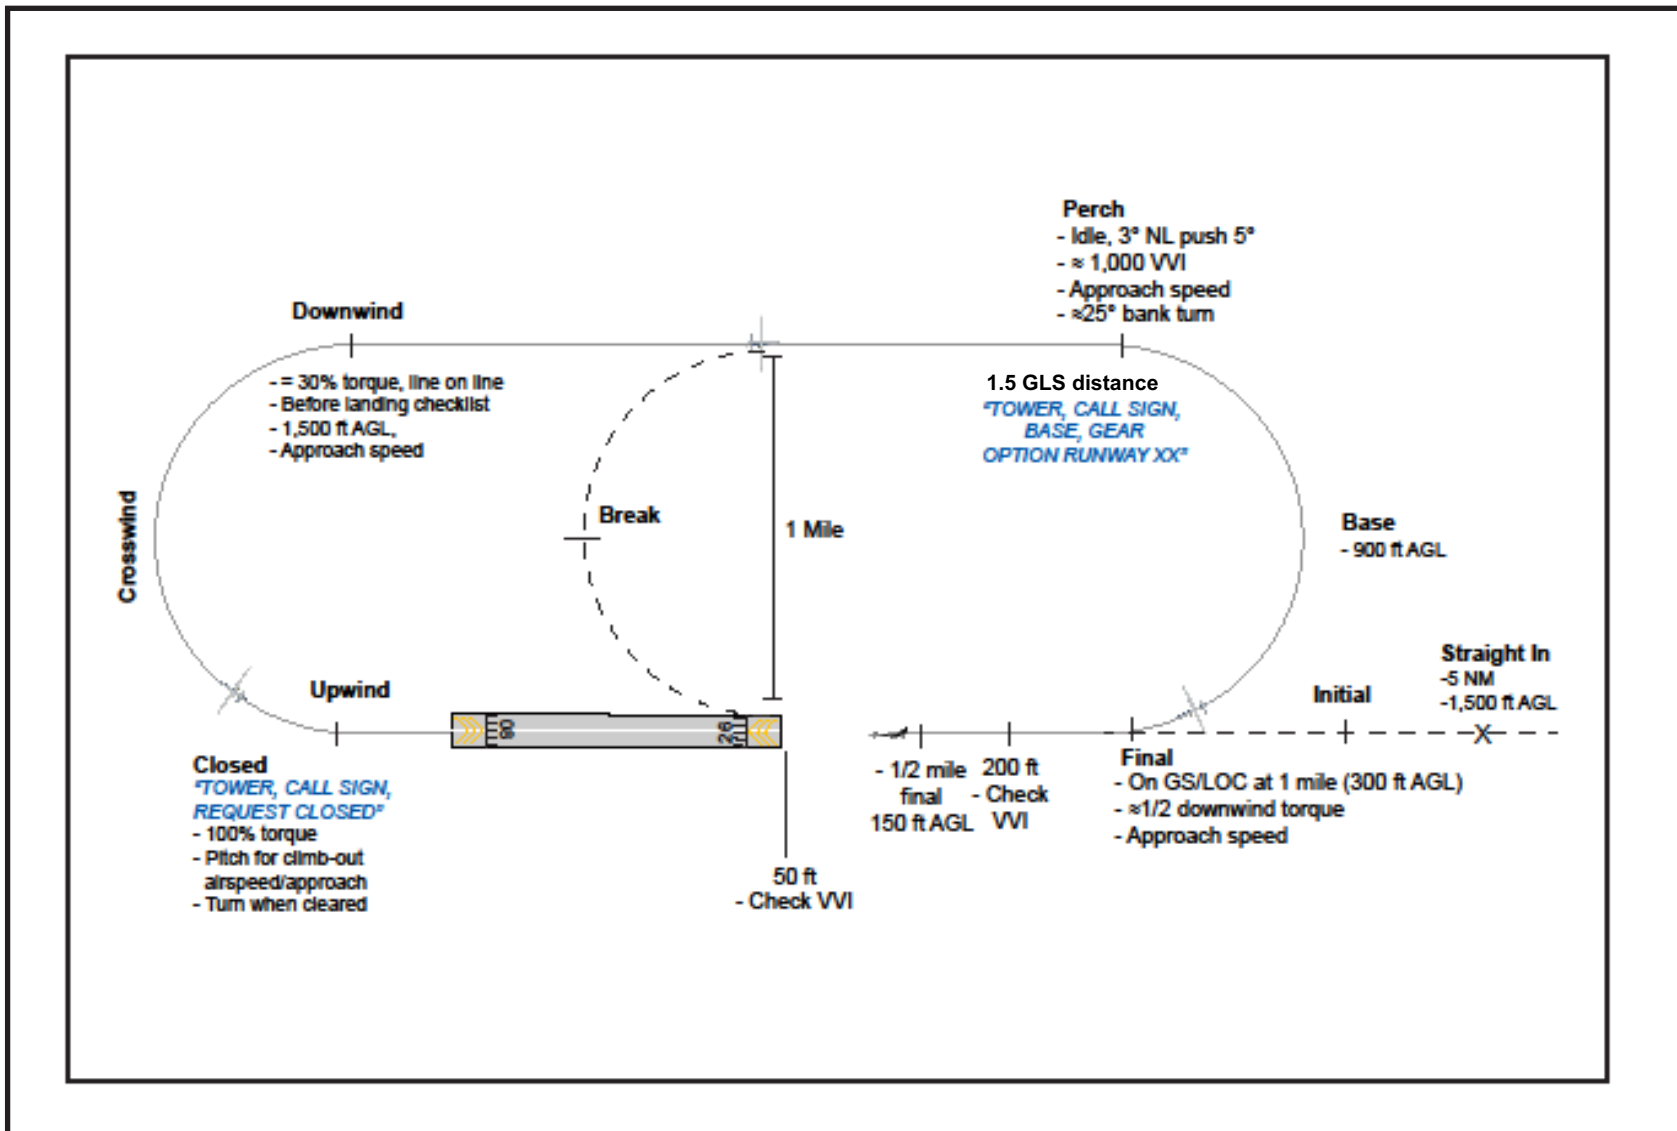 Perch
- Idle, 3° NL push 5°
- ≈ 1,000 VVI
- Approach speed
- ≈25° bank turn
Downwind
- = 30% torque, line on line
- Before landing checklist
- 1,500 ft AGL,
- Approach speed
1.5 GLS distance
"TOWER, CALL SIGN,
BASE, GEAR
OPTION RUNWAY XX"
Crosswind
Break
1 Mile
Base
- 900 ft AGL
Straight In
-5 NM
-1,500 ft AGL
Upwind
Initial
08
26
X
Closed
"TOWER, CALL SIGN,
REQUEST CLOSED"
- 100% torque
- Pitch for climb-out
airspeed/approach
- Turn when cleared
- 1/2 mile
final
150 ft AGL
200 ft
- Check
VVI
Final
- On GS/LOC at 1 mile (300 ft AGL)
- ≈1/2 downwind torque
- Approach speed
50 ft
- Check VVI